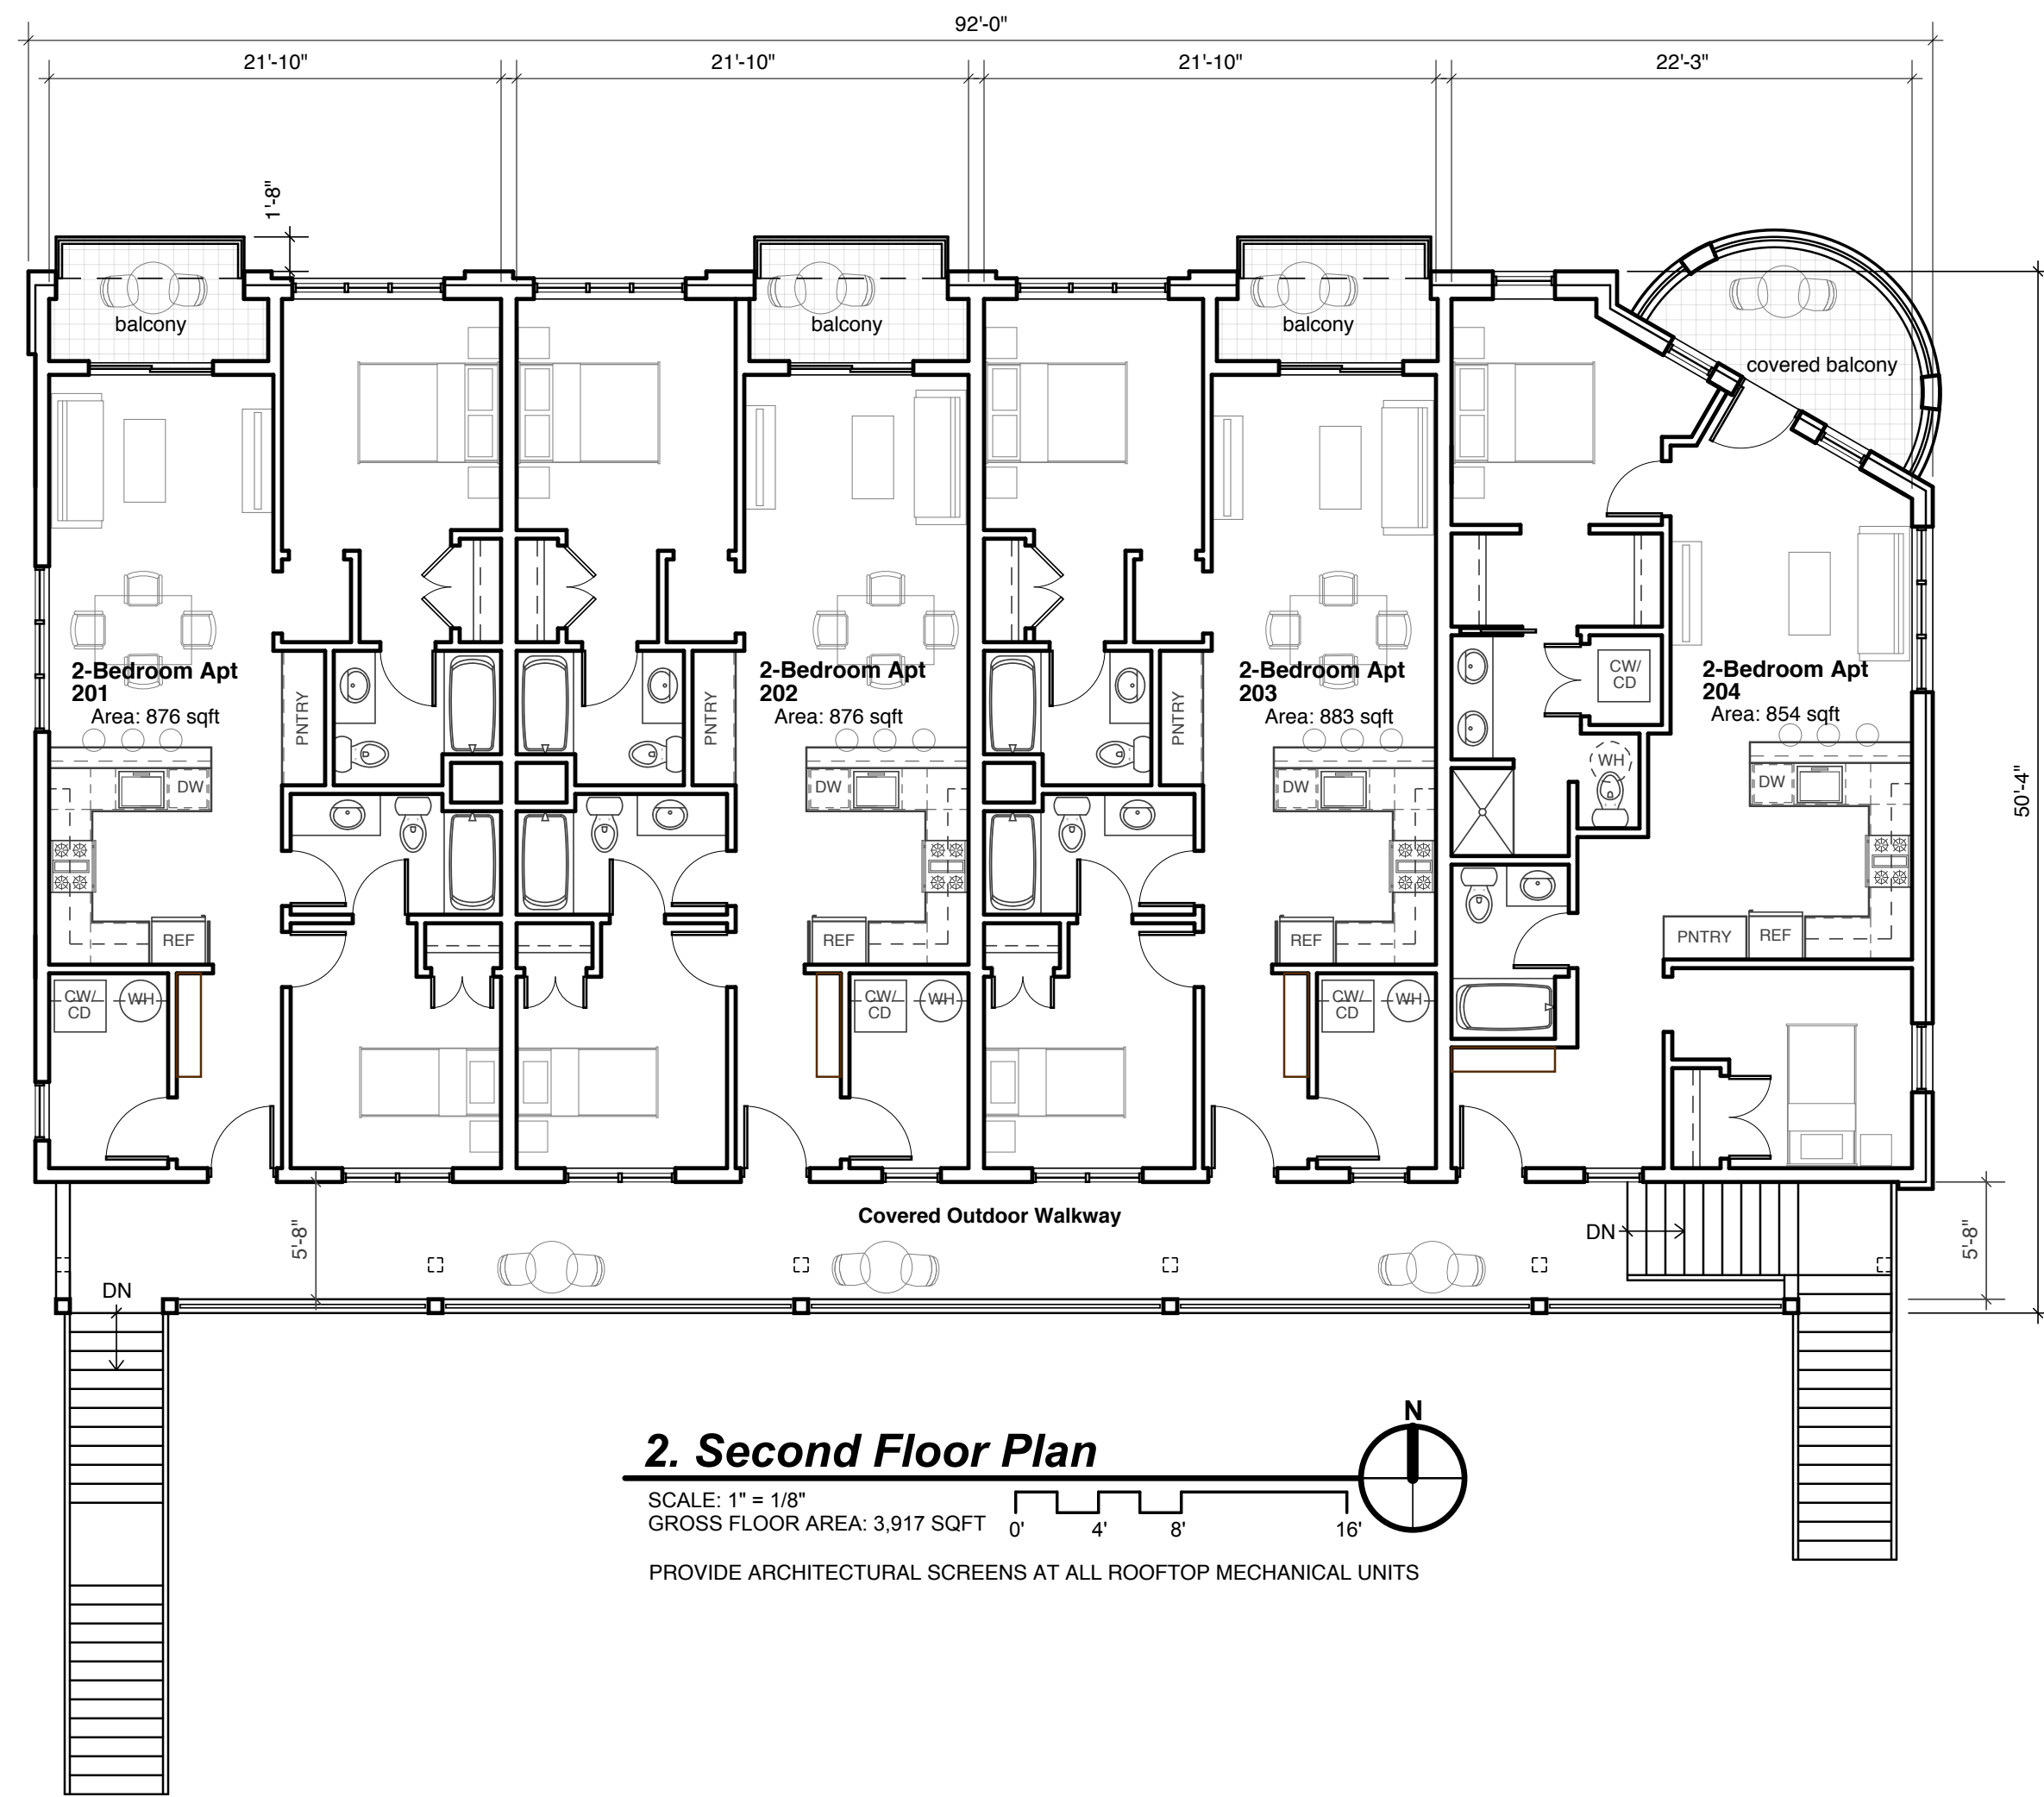 92'-0"
21'-10"
21'-10"
21'-10"
22'-3"
1'-8"
balcony
balcony
balcony
covered balcony
2-Bedroom Apt
201
Area: 876 sqft
PNTRY
PNTRY
2-Bedroom Apt
202
Area: 876 sqft
PNTRY
2-Bedroom Apt
203
Area: 883 sqft
CW/
CD
2-Bedroom Apt
204
Area: 854 sqft
WH
DW
DW
DW
DW
50'-4"
REF
REF
REF
PNTRY
REF
CW/
CD
WH
CW/
CD
WH
CW/
CD
WH
Covered Outdoor Walkway
5'-8"
DN
5'-8"
DN
N
2. Second Floor Plan
SCALE: 1" = 1/8"
GROSS FLOOR AREA: 3,917 SQFT
0'
4'
8'
16'
PROVIDE ARCHITECTURAL SCREENS AT ALL ROOFTOP MECHANICAL UNITS